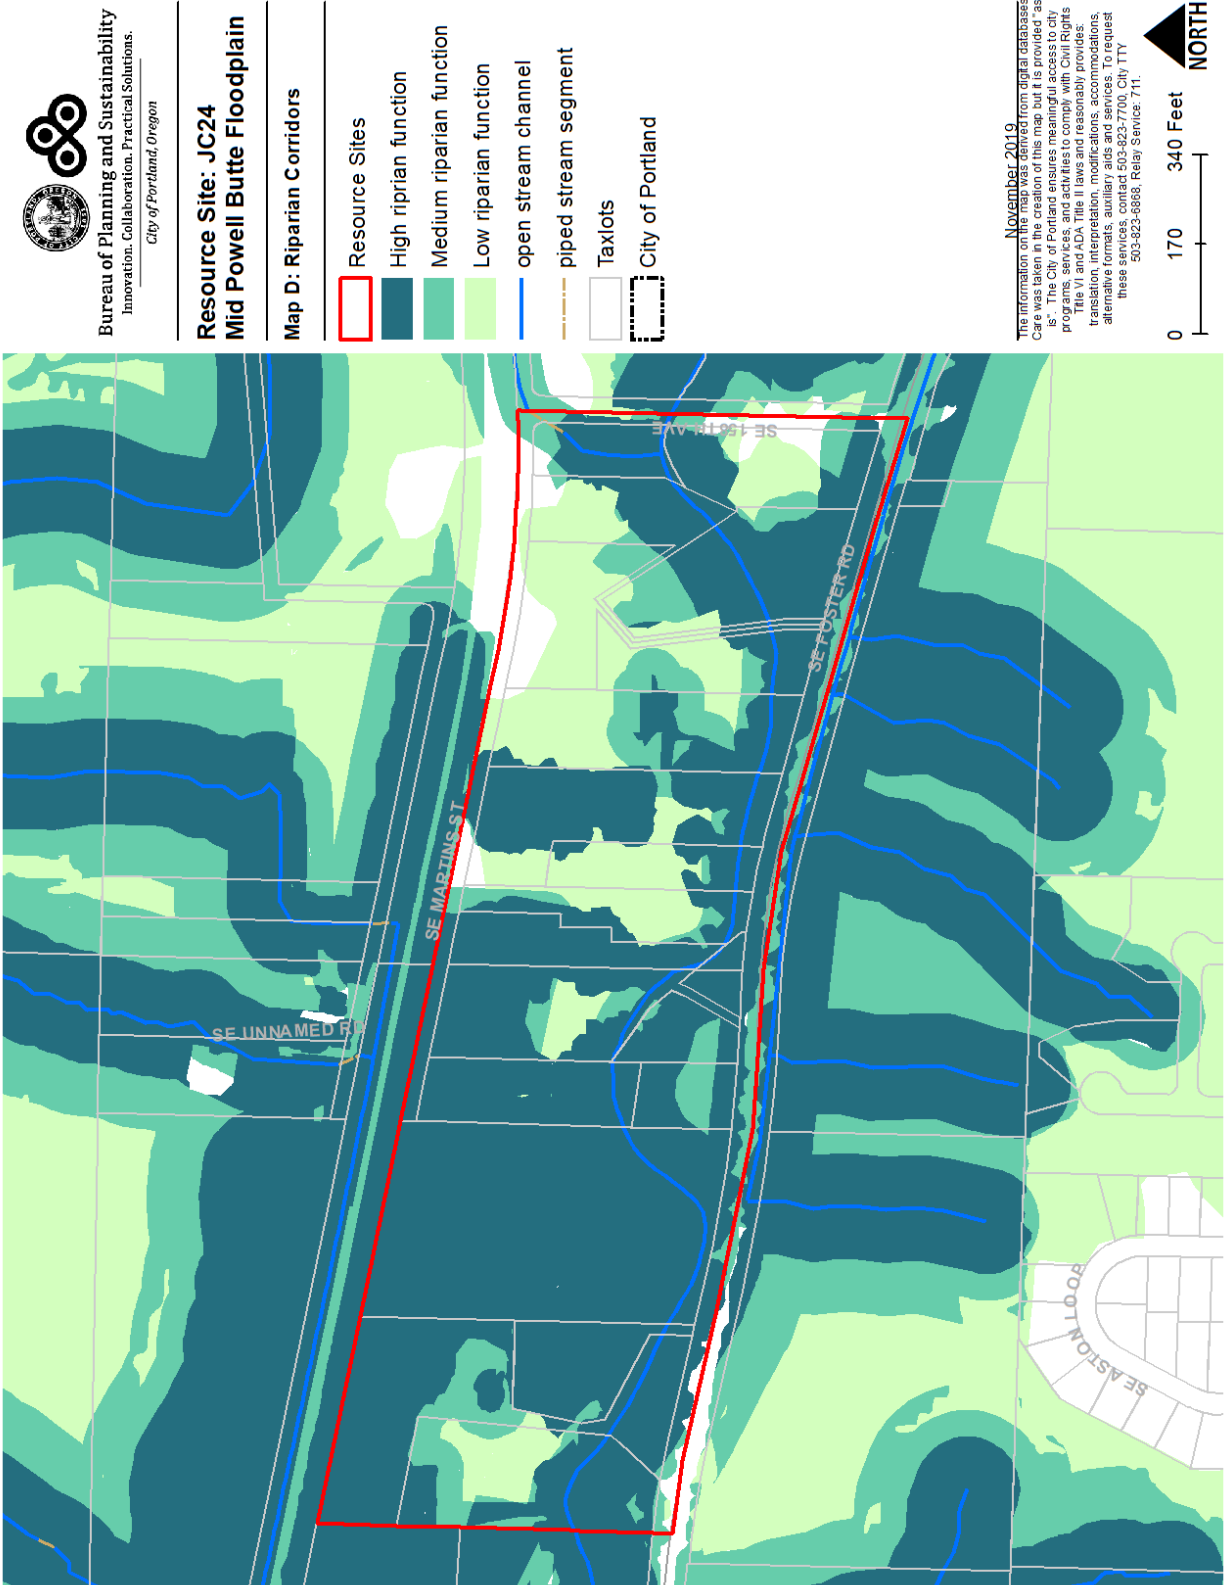 Bureau of Planning and Sustainability
Innovation. Collaboration. Practical Solutions.
City of Portland, Oregon
Resource Site: JC24
Mid Powell Butte Floodplain
Map D: Riparian Corridors
Resource Sites
High riprian function
Medium riparian function
Low riparian function
open stream channel
piped stream segment
Taxlots
City of Portland
November 2019
The information on the map was derived from digital databases
Care was taken in the creation of this map but it is provided "as
is". The City of Portland ensures meaningful access to city
programs, services, and activities to comply with Civil Rights
Title VI and ADA Title II laws and reasonably provides:
translation, interpretation, modifications, accommodations,
alternative formats, auxiliary aids and services. To request
these services, contact 503-823-7700, City TTY
503-823-6868, Relay Service: 711.
0 170 340 Feet
NORTH
SE 158TH AVE
SE FOSTER RD
SE MARTINS ST
SE UNNAMED RD
SE ASTON LOOP